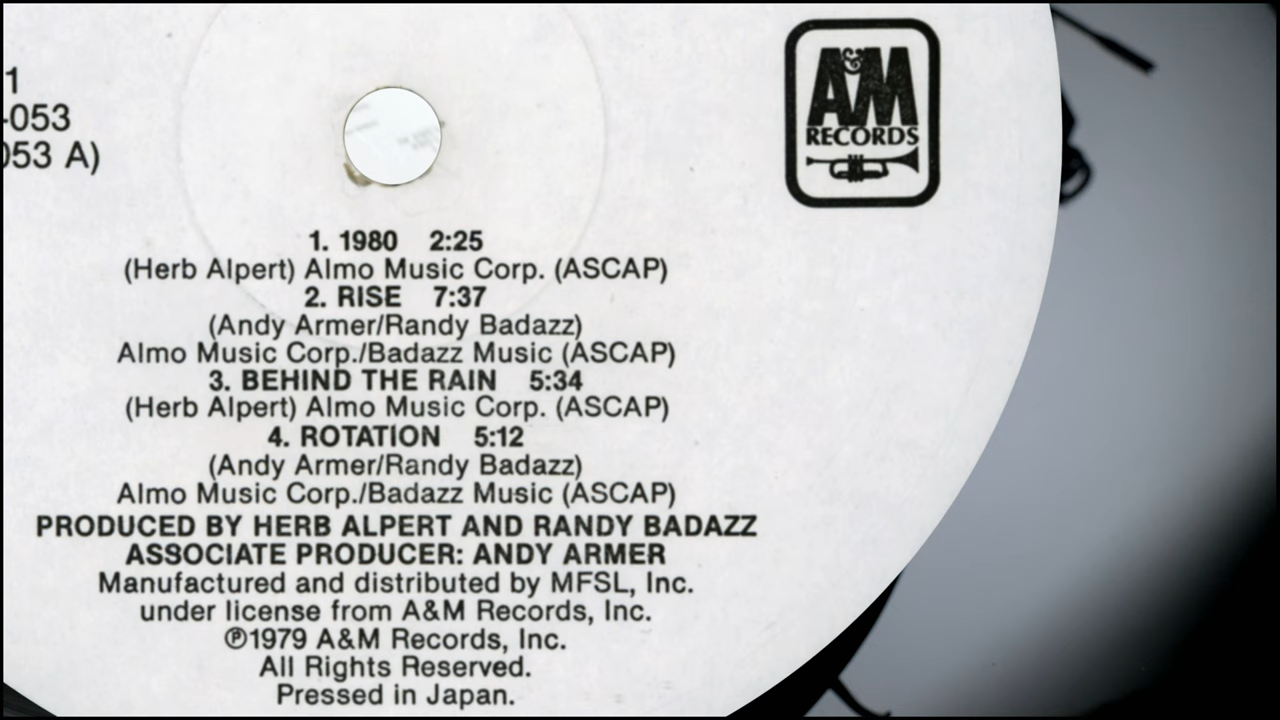 1
-053
053 A)
A&M
RECORDS
1. 1980 2:25
(Herb Alpert) Almo Music Corp. (ASCAP)
2. RISE 7:37
(Andy Armer/Randy Badazz)
Almo Music Corp./Badazz Music (ASCAP)
3. BEHIND THE RAIN 5:34
(Herb Alpert) Almo Music Corp. (ASCAP)
4. ROTATION 5:12
(Andy Armer/Randy Badazz)
Almo Music Corp./Badazz Music (ASCAP)
PRODUCED BY HERB ALPERT AND RANDY BADAZZ
ASSOCIATE PRODUCER: ANDY ARMER
Manufactured and distributed by MFSL, Inc.
under license from A&M Records, Inc.
℗1979 A&M Records, Inc.
All Rights Reserved.
Pressed in Japan.